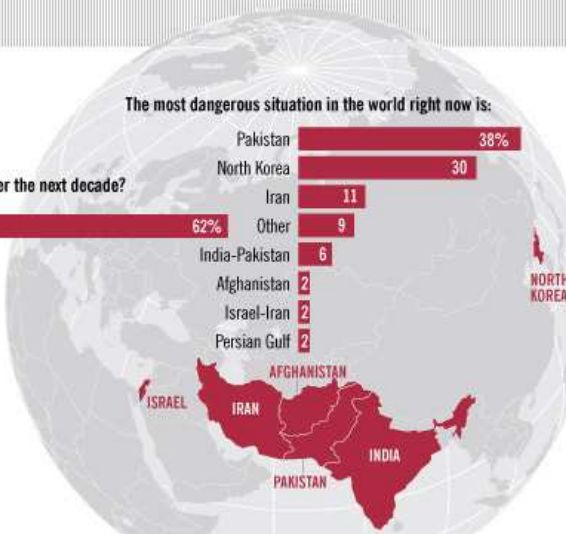 The most dangerous situation in the world right now is:
Pakistan 38%
North Korea 30
er the next decade?
Iran 11
62%
Other 9
India-Pakistan 6
Afghanistan 2
Israel-Iran 2
Persian Gulf 2
NORTH
KOREA
AFGHANISTAN
ISRAEL
IRAN
INDIA
PAKISTAN